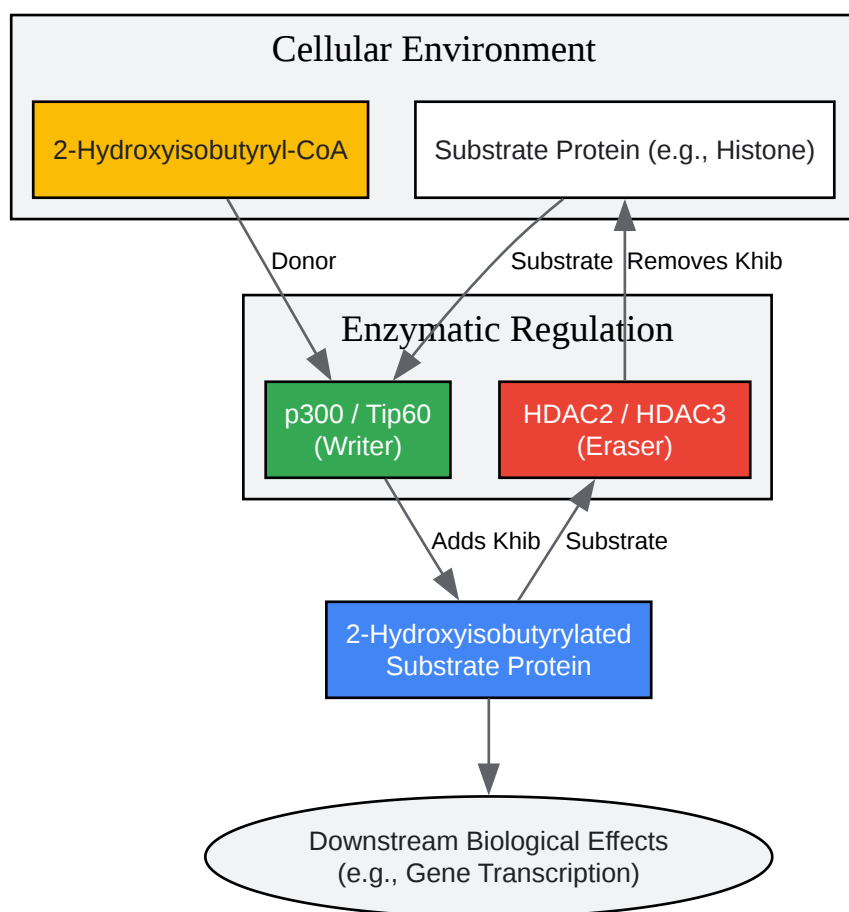 Cellular Environment
2-Hydroxyisobutyryl-CoA
Substrate Protein (e.g., Histone)
Donor
Substrate
Removes Khib
Enzymatic Regulation
p300 / Tip60
(Writer)
HDAC2 / HDAC3
(Eraser)
Adds Khib
Substrate
2-Hydroxyisobutyrylated
Substrate Protein
Downstream Biological Effects
(e.g., Gene Transcription)